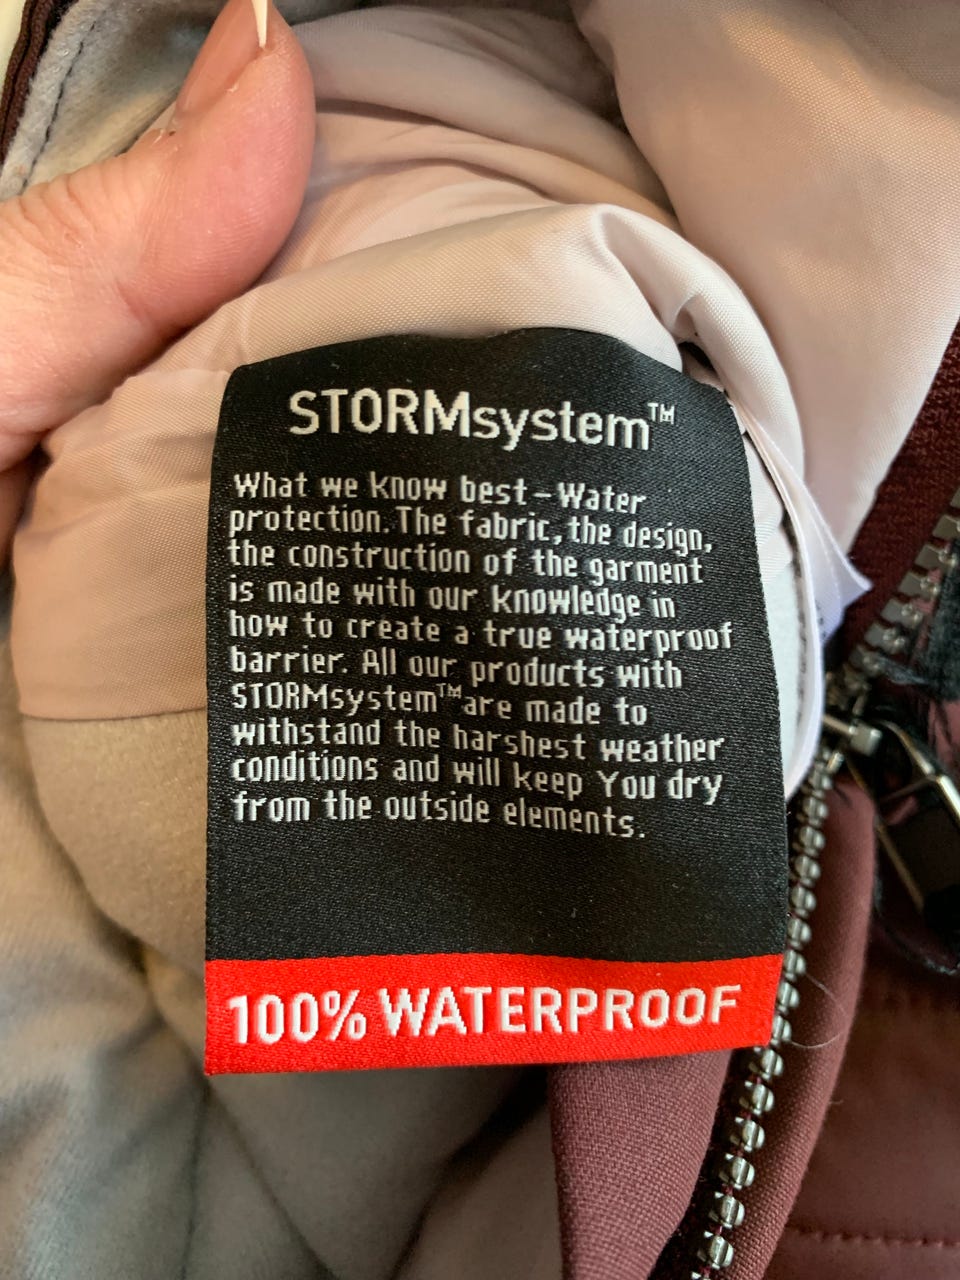 STORMsystem™
What we know best – Water
protection. The fabric, the design,
the construction of the garment
is made with our knowledge in
how to create a true waterproof
barrier. All our products with
STORMsystem™ are made to
withstand the harshest weather
conditions and will keep You dry
from the outside elements.
100% WATERPROOF